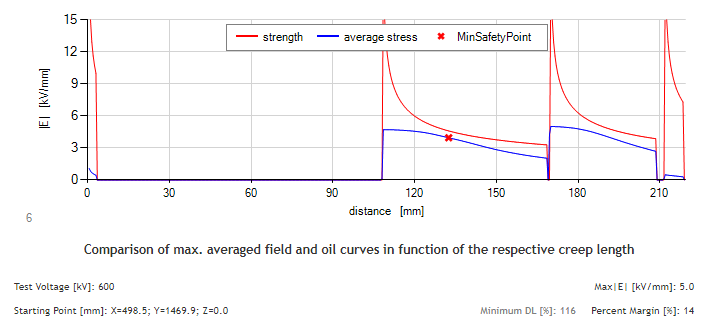 15
strength average stress MinSafetyPoint
12
9
6
3
0
|E| [kV/mm]
0 30 60 90 120 150 180 210
distance [mm]
6
Comparison of max. averaged field and oil curves in function of the respective creep length
Test Voltage [kV]: 600 Max|E| [kV/mm]: 5.0
Starting Point [mm]: X=498.5; Y=1469.9; Z=0.0 Minimum DL [%]: 116 Percent Margin [%]: 14